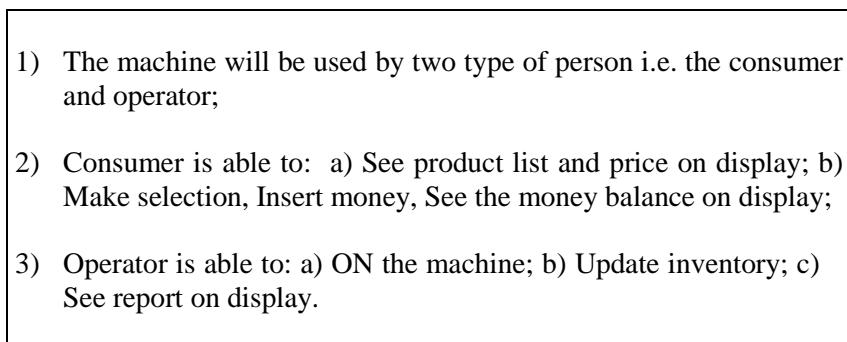 1) The machine will be used by two type of person i.e. the consumer
and operator;
2) Consumer is able to: a) See product list and price on display; b)
Make selection, Insert money, See the money balance on display;
3) Operator is able to: a) ON the machine; b) Update inventory; c)
See report on display.